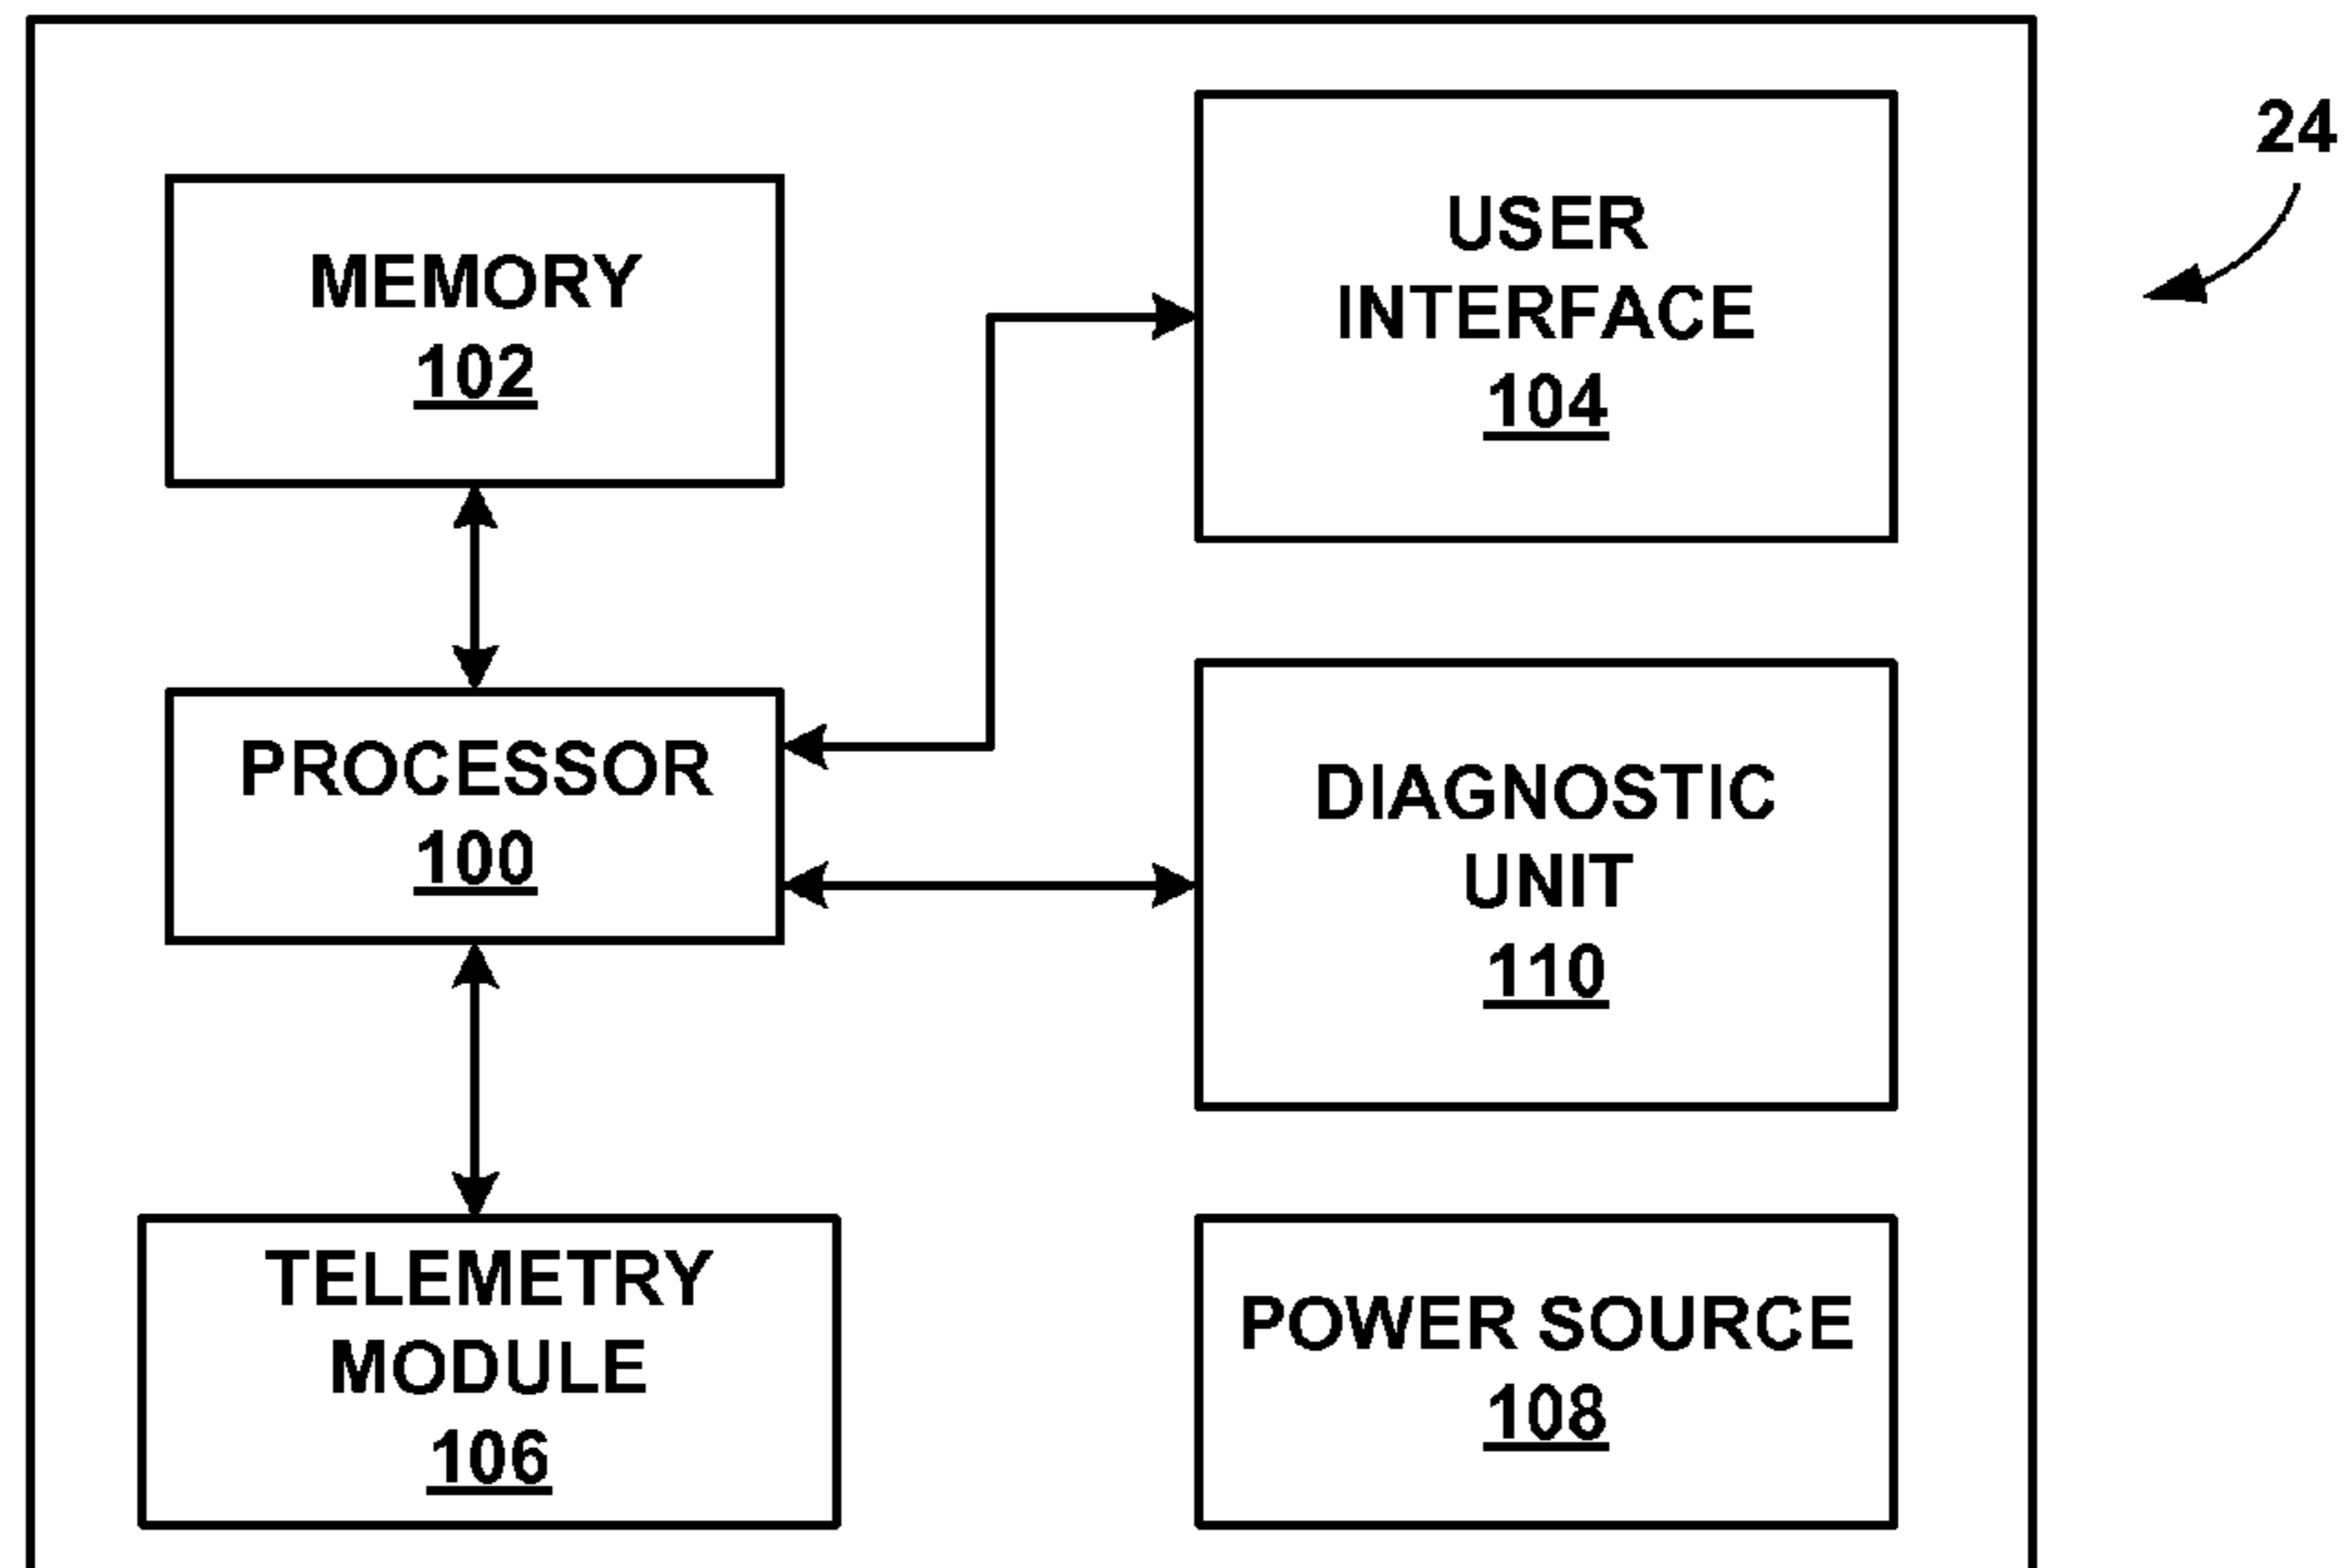 24
MEMORY
102
USER
INTERFACE
104
PROCESSOR
100
DIAGNOSTIC
UNIT
110
TELEMETRY
MODULE
106
POWER SOURCE
108